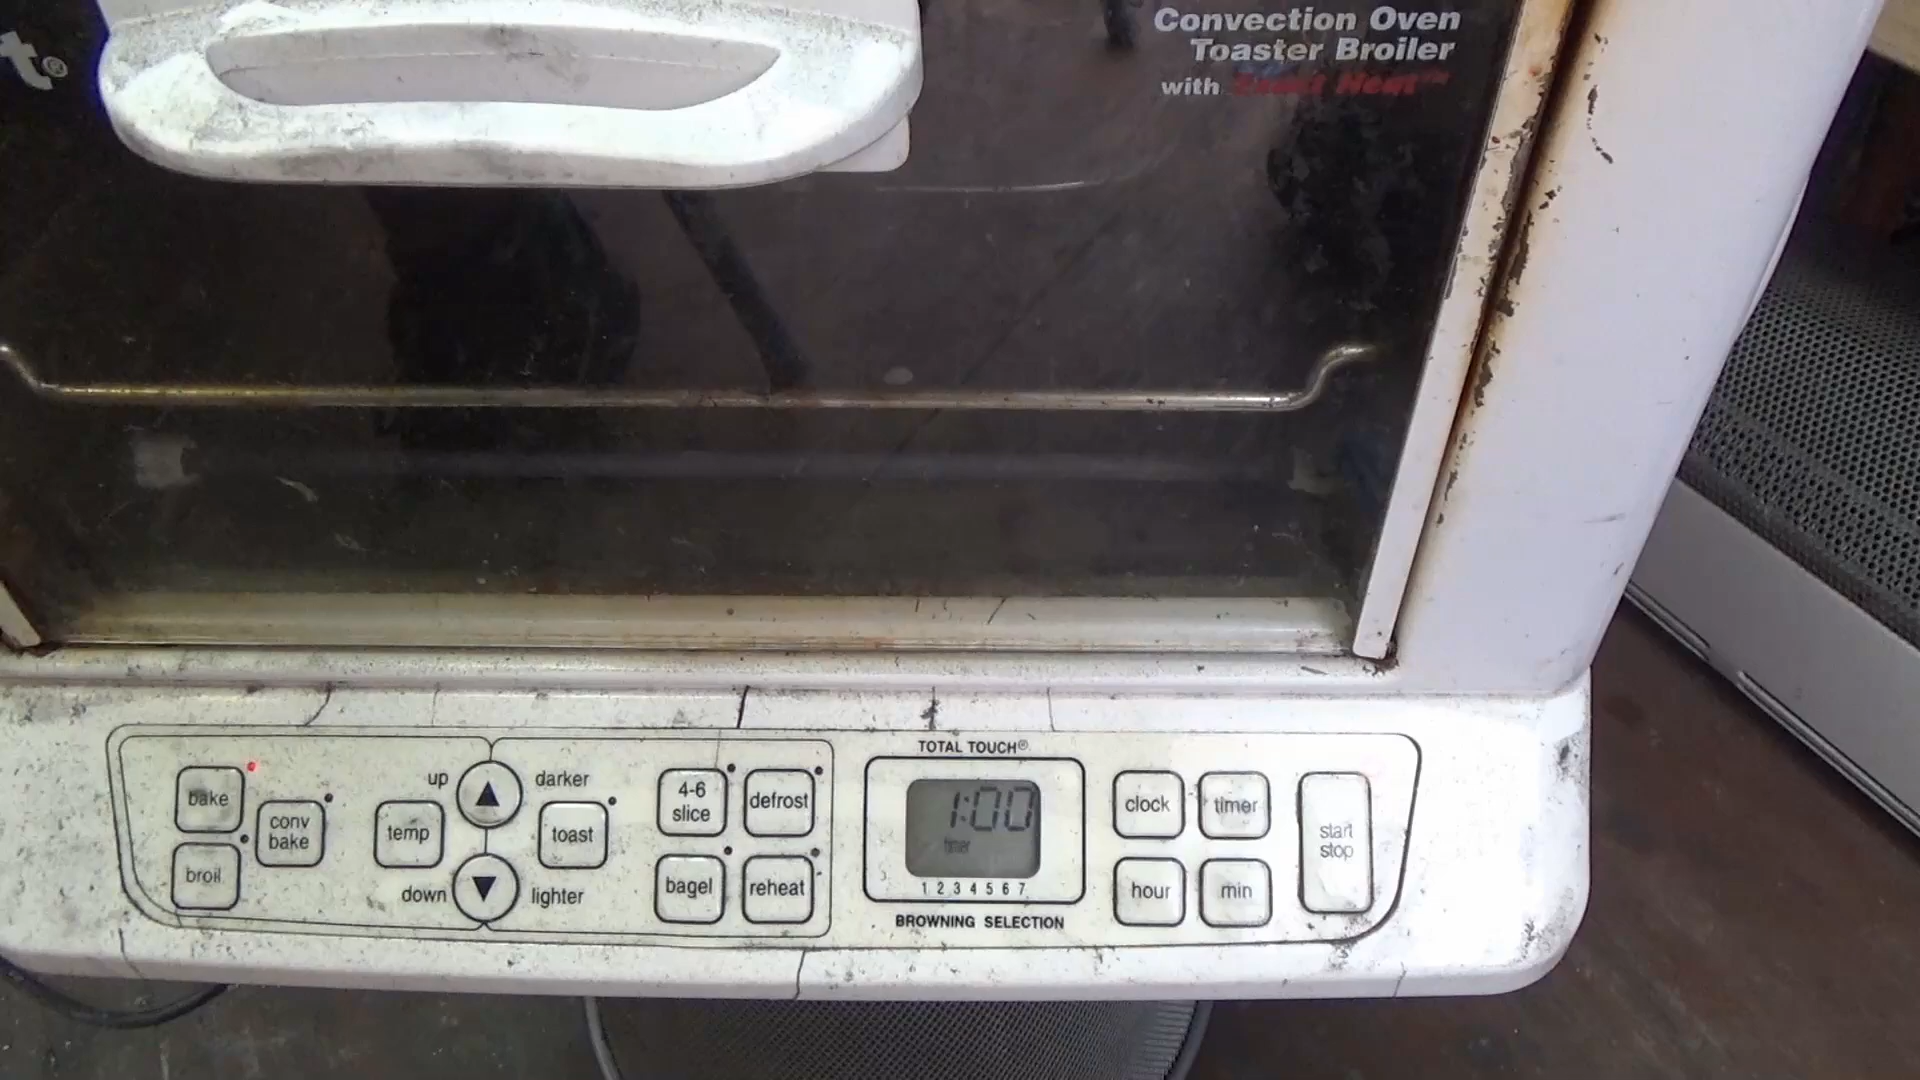 t®
Convection Oven
Toaster Broiler
with Exact Heat™
TOTAL TOUCH®
bake
conv
bake
broil
up
temp
down
darker
toast
lighter
4-6
slice
defrost
bagel
reheat
1:00
timer
1 2 3 4 5 6 7
BROWNING SELECTION
clock
timer
hour
min
start
stop